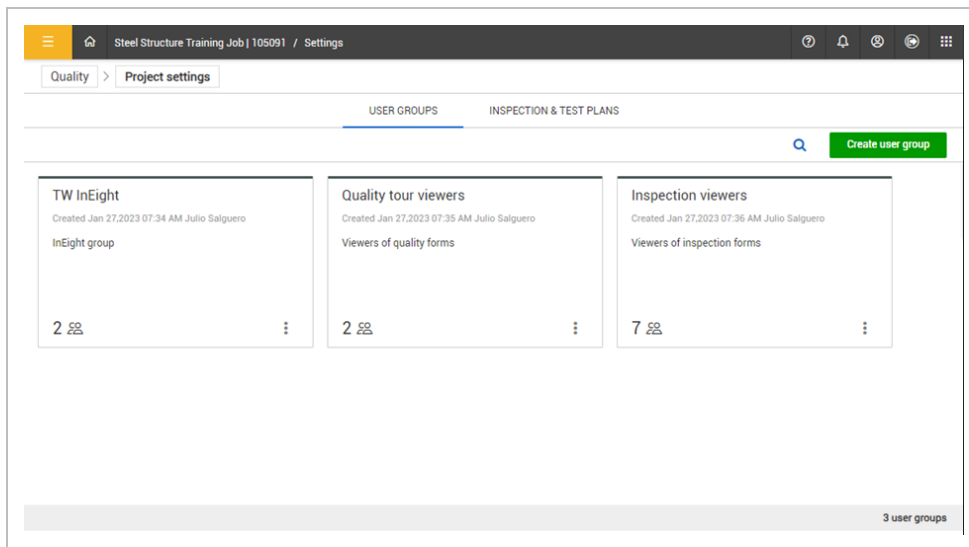 Steel Structure Training Job | 105091 / Settings
Quality > Project settings
USER GROUPS INSPECTION & TEST PLANS
Create user group
TW InEight
Created Jan 27,2023 07:34 AM Julio Salguero
InEight group
2
Quality tour viewers
Created Jan 27,2023 07:35 AM Julio Salguero
Viewers of quality forms
2
Inspection viewers
Created Jan 27,2023 07:36 AM Julio Salguero
Viewers of inspection forms
7
3 user groups